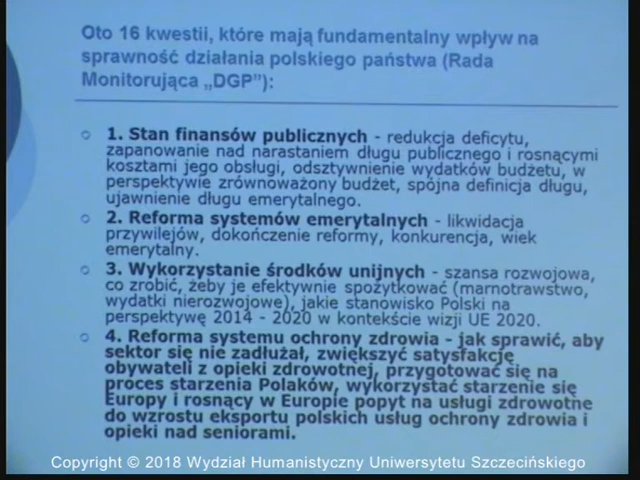 Oto 16 kwestii, które mają fundamentalny wpływ na
sprawność działania polskiego państwa (Rada
Monitorująca „DGP”):
1. Stan finansów publicznych - redukcja deficytu,
zapanowanie nad narastaniem długu publicznego i rosnącymi
kosztami jego obsługi, odsztywnienie wydatków budżetu, w
perspektywie zrównoważony budżet, spójna definicja długu,
ujawnienie długu emerytalnego.
2. Reforma systemów emerytalnych - likwidacja
przywilejów, dokończenie reformy, konkurencja, wiek
emerytalny.
3. Wykorzystanie środków unijnych - szansa rozwojowa,
co zrobić, żeby je efektywnie spożytkować (marnotrawstwo,
wydatki nierozwojowe), jakie stanowisko Polski na
perspektywę 2014 - 2020 w kontekście wizji UE 2020.
4. Reforma systemu ochrony zdrowia - jak sprawić, aby
sektor się nie zadłużał, zwiększyć satysfakcję
obywateli z opieki zdrowotnej, przygotować się na
proces starzenia Polaków, wykorzystać starzenie się
Europy i rosnący w Europie popyt na usługi zdrowotne
do wzrostu eksportu polskich usług ochrony zdrowia i
opieki nad seniorami.
Copyright © 2018 Wydział Humanistyczny Uniwersytetu Szczecińskiego